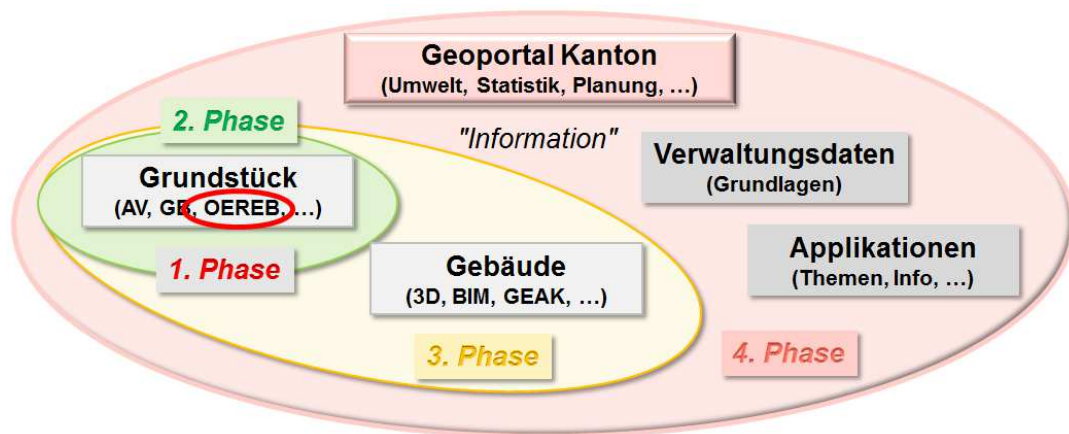 Geoportal Kanton
(Umwelt, Statistik, Planung, …)
2. Phase
"Information"
Verwaltungsdaten
(Grundlagen)
Grundstück
(AV, GB, OEREB, …)
Applikationen
(Themen, Info, …)
1. Phase
Gebäude
(3D, BIM, GEAK, …)
3. Phase
4. Phase